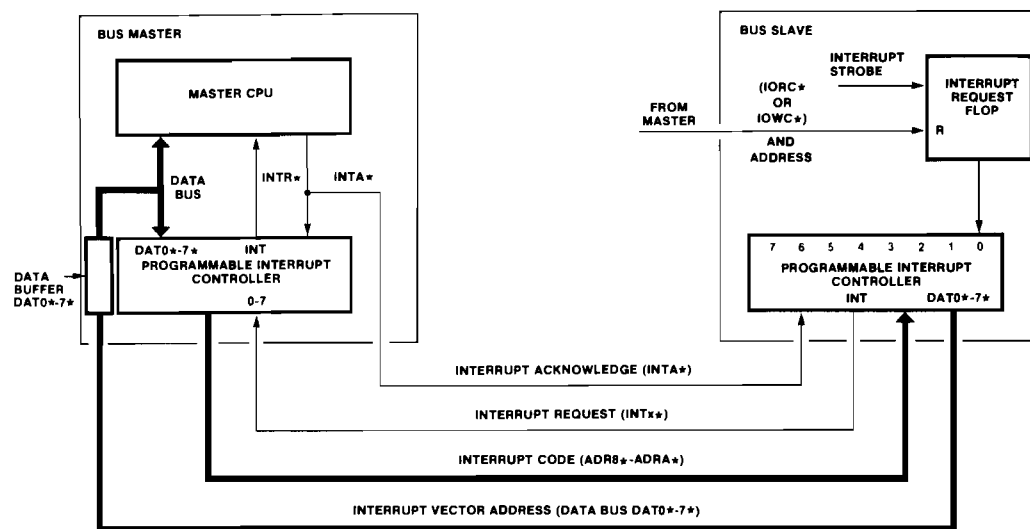 BUS MASTER
MASTER CPU
DATA
BUS
INTR*
INTA*
DAT0*-7*
INT
PROGRAMMABLE INTERRUPT
CONTROLLER
0-7
DATA
BUFFER
DAT0*-7*
BUS SLAVE
INTERRUPT
STROBE
INTERRUPT
REQUEST
FLOP
R
FROM
MASTER
(IORC*
OR
IOWC*)
AND
ADDRESS
7 6 5 4 3 2 1 0
PROGRAMMABLE INTERRUPT
CONTROLLER
INT
DAT0*-7*
INTERRUPT ACKNOWLEDGE (INTA*)
INTERRUPT REQUEST (INTx*)
INTERRUPT CODE (ADR8*-ADRA*)
INTERRUPT VECTOR ADDRESS (DATA BUS DAT0*-7*)